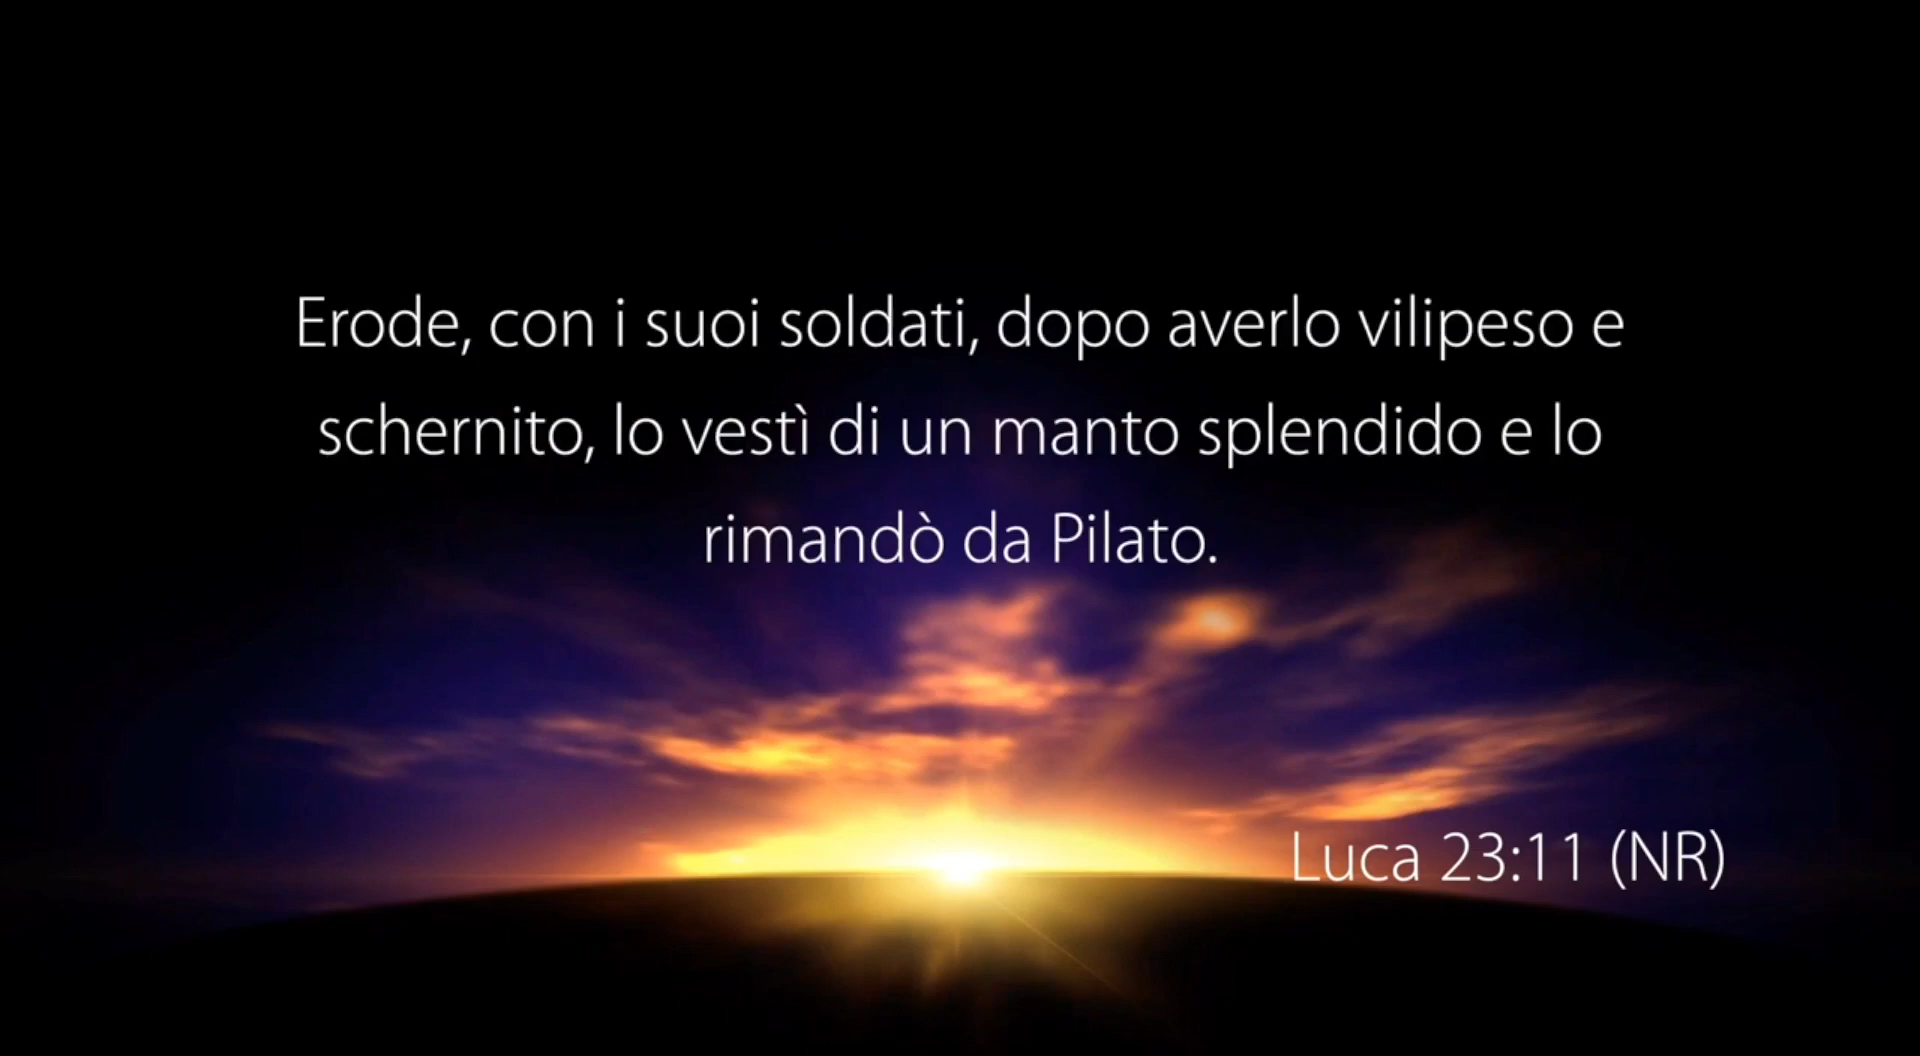 Erode, con i suoi soldati, dopo averlo vilipeso e
schernito, lo vestì di un manto splendido e lo
rimandò da Pilato.
Luca 23:11 (NR)